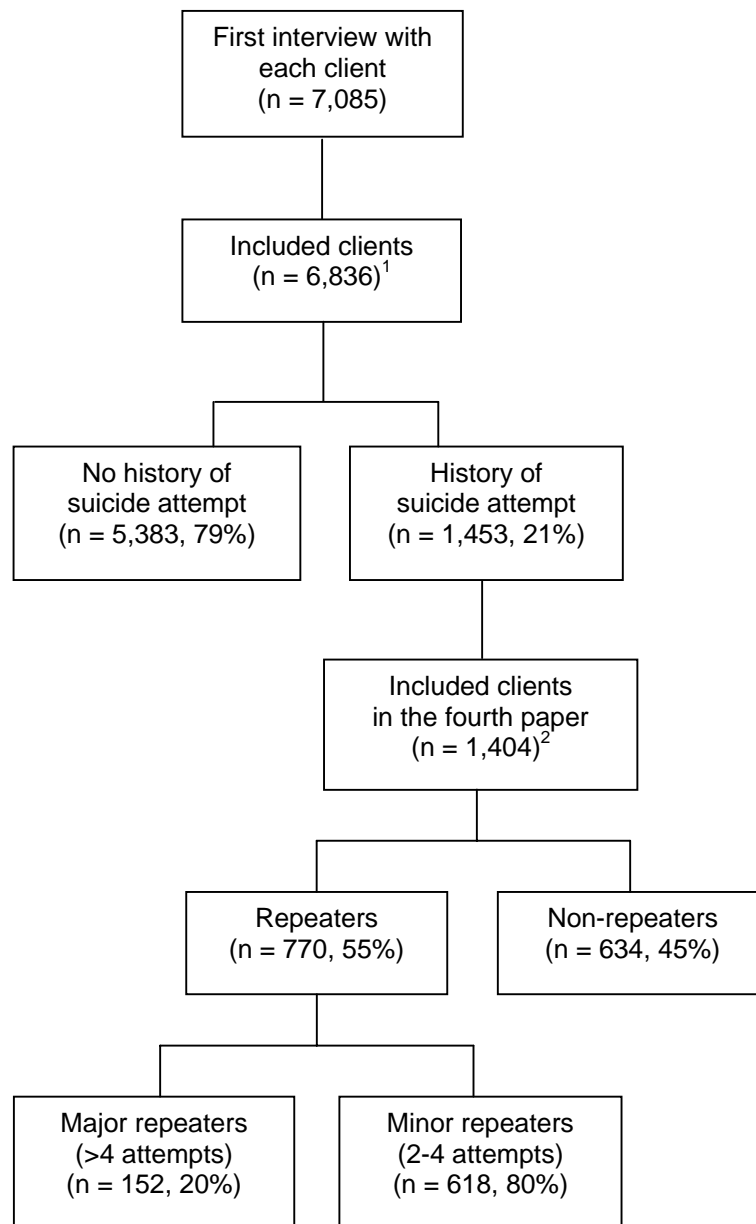 First interview with
each client
(n = 7,085)
Included clients
(n = 6,836)1
No history of
suicide attempt
(n = 5,383, 79%)
History of
suicide attempt
(n = 1,453, 21%)
Included clients
in the fourth paper
(n = 1,404)2
Repeaters
(n = 770, 55%)
Non-repeaters
(n = 634, 45%)
Major repeaters
(>4 attempts)
(n = 152, 20%)
Minor repeaters
(2-4 attempts)
(n = 618, 80%)